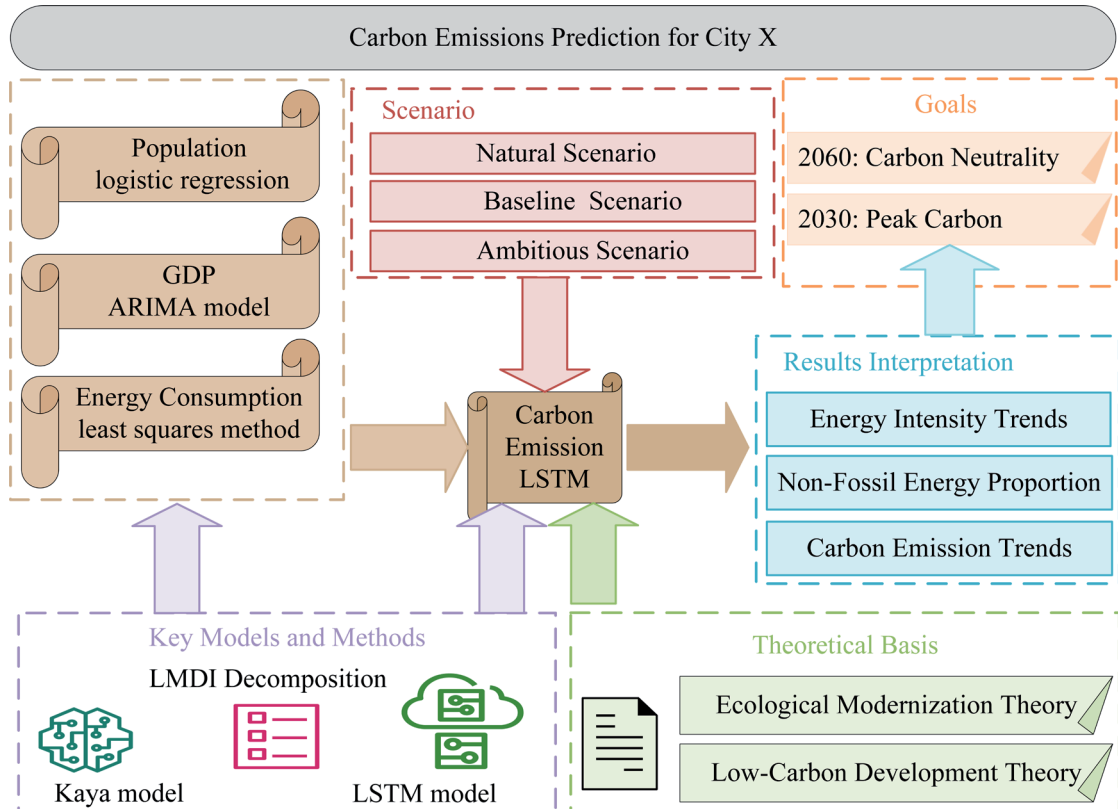 Carbon Emissions Prediction for City X
Population
logistic regression
GDP
ARIMA model
Energy Consumption
least squares method
Scenario
Natural Scenario
Baseline Scenario
Ambitious Scenario
Goals
2060: Carbon Neutrality
2030: Peak Carbon
Carbon
Emission
LSTM
Results Interpretation
Energy Intensity Trends
Non-Fossil Energy Proportion
Carbon Emission Trends
Key Models and Methods
LMDI Decomposition
Kaya model
LSTM model
Theoretical Basis
Ecological Modernization Theory
Low-Carbon Development Theory